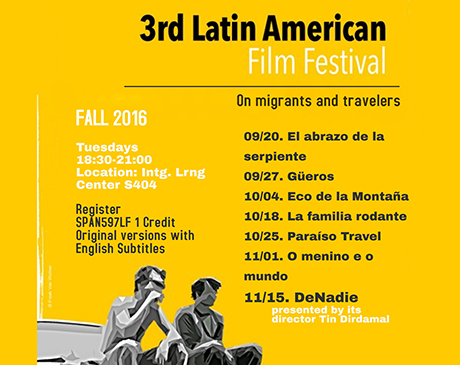 3rd Latin American
Film Festival
On migrants and travelers
FALL 2016
Tuesdays
18:30-21:00
Location: Intg. Lrng
Center S404
Register
SPAN597LF 1 Credit
Original versions with
English Subtitles
09/20. El abrazo de la
serpiente
09/27. Güeros
10/04. Eco de la Montaña
10/18. La familia rodante
10/25. Paraíso Travel
11/01. O menino e o
mundo
11/15. DeNadie
presented by its
director Tin Dirdamal